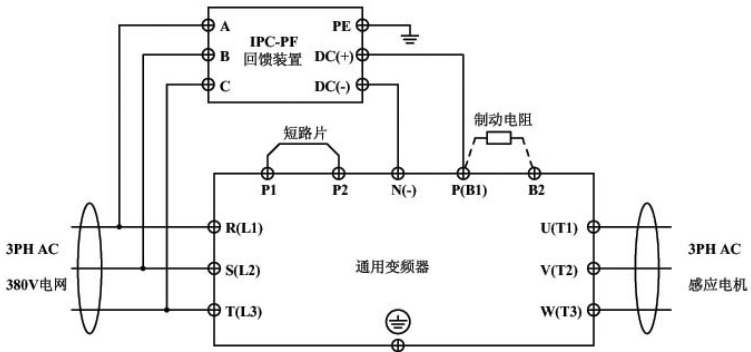 A
IPC-PF
PE
B
回馈装置
DC(+)
C
DC(-)
短路片
制动电阻
P1
P2
N(-)
P(B1)
B2
R(L1)
U(T1)
3PH AC
3PH AC
S(L2)
通用变频器
V(T2)
380V电网
感应电机
T(L3)
W(T3)